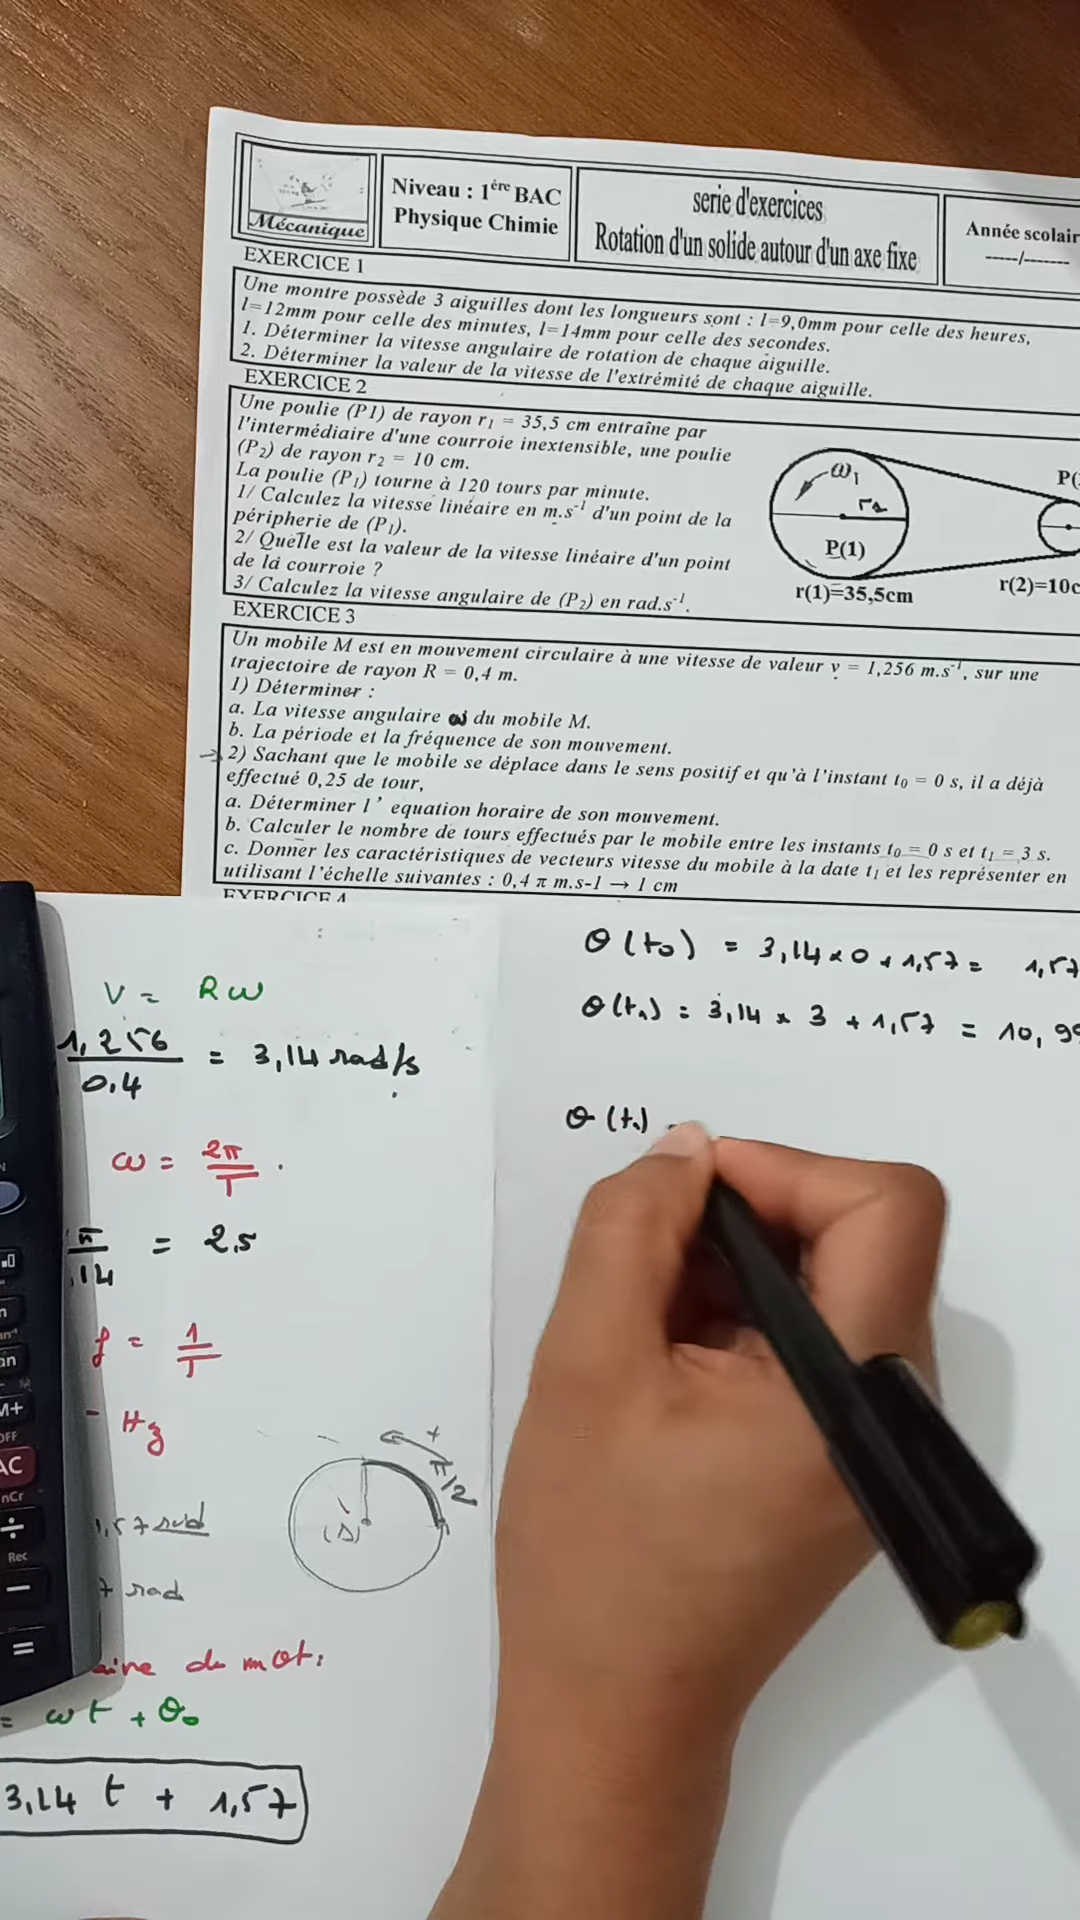 Mécanique
Niveau : 1ére BAC
Physique Chimie
serie d'exercices
Rotation d'un solide autour d'un axe fixe
Année scolair
-----/-------
EXERCICE 1
Une montre possède 3 aiguilles dont les longueurs sont : l=9,0mm pour celle des heures,
l=12mm pour celle des minutes, l=14mm pour celle des secondes.
1. Déterminer la vitesse angulaire de rotation de chaque aiguille.
2. Déterminer la valeur de la vitesse de l'extrémité de chaque aiguille.
EXERCICE 2
Une poulie (P1) de rayon r1 = 35,5 cm entraîne par
l'intermédiaire d'une courroie inextensible, une poulie
(P2) de rayon r2 = 10 cm.
La poulie (P1) tourne à 120 tours par minute.
1/ Calculez la vitesse linéaire en m.s-1 d'un point de la
péripherie de (P1).
2/ Quelle est la valeur de la vitesse linéaire d'un point
de la courroie ?
3/ Calculez la vitesse angulaire de (P2) en rad.s-1.
ω1
P(1)
r(1)=35,5cm
P(
r(2)=10c
EXERCICE 3
Un mobile M est en mouvement circulaire à une vitesse de valeur v = 1,256 m.s-1, sur une
trajectoire de rayon R = 0,4 m.
1) Déterminer :
a. La vitesse angulaire ω du mobile M.
b. La période et la fréquence de son mouvement.
→ 2) Sachant que le mobile se déplace dans le sens positif et qu'à l'instant t0 = 0 s, il a déjà
effectué 0,25 de tour,
a. Déterminer l' equation horaire de son mouvement.
b. Calculer le nombre de tours effectués par le mobile entre les instants t0 = 0 s et t1 = 3 s.
c. Donner les caractéristiques de vecteurs vitesse du mobile à la date t1 et les représenter en
utilisant l'échelle suivantes : 0,4 π m.s-1 → 1 cm
EXERCICE 4
V = Rω
1,256/0.4 = 3,14 rad/s
ω = 2π/T .
π/.14 = 2s
f = 1/T
- Hz
+
π/2
(Δ)
1,57 rad
7 rad
aire de mot:
= ωt + θ0
3,14 t + 1,57
θ(t0) = 3,14 x 0 + 1,57 = 1,57
θ(t1) = 3,14 x 3 + 1,57 = 10,99
θ(t1) -
AC
M+
OFF
nCr
÷
Rec
−
=